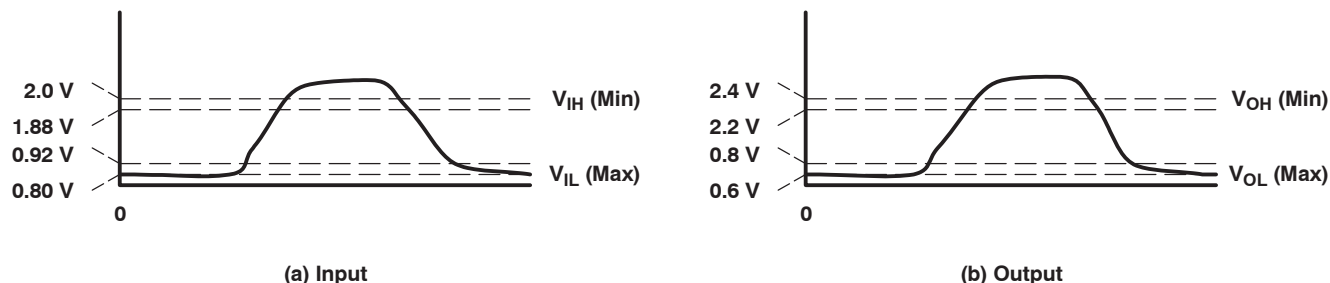 2.0 V
1.88 V
0.92 V
0.80 V
V_IH (Min)
V_IL (Max)
0
(a) Input
2.4 V
2.2 V
0.8 V
0.6 V
V_OH (Min)
V_OL (Max)
0
(b) Output